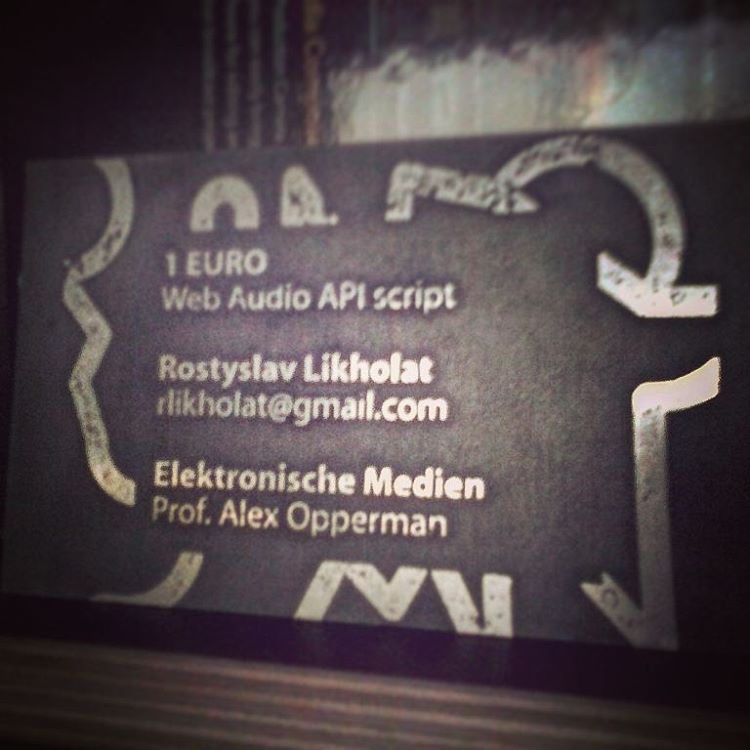 1 EURO
Web Audio API script
Rostyslav Likholat
rlikholat@gmail.com
Elektronische Medien
Prof. Alex Opperman